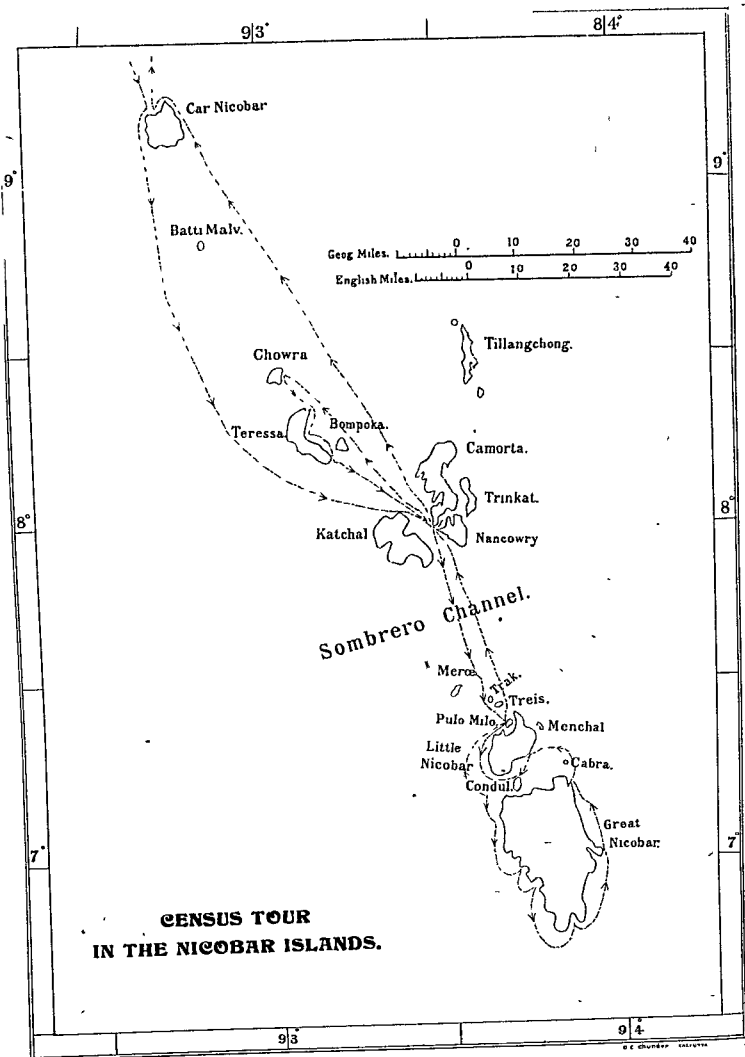 93°
84°
Car Nicobar
9°
9°
Batti Malv.
0 10 20 30 40
Geog Miles.
0 10 20 30 40
English Miles.
Tillangchong.
Chowra
Bompoka.
Teressa
Camorta.
Trinkat.
8°
8°
Katchal
Nancowry
Sombrero Channel.
Meroe
Trak.
Treis.
Pulo Milo.
Menchal
Little
Nicobar
Cabra.
Condul.
Great
Nicobar.
7°
7°
CENSUS TOUR
IN THE NICOBAR ISLANDS.
93°
94°